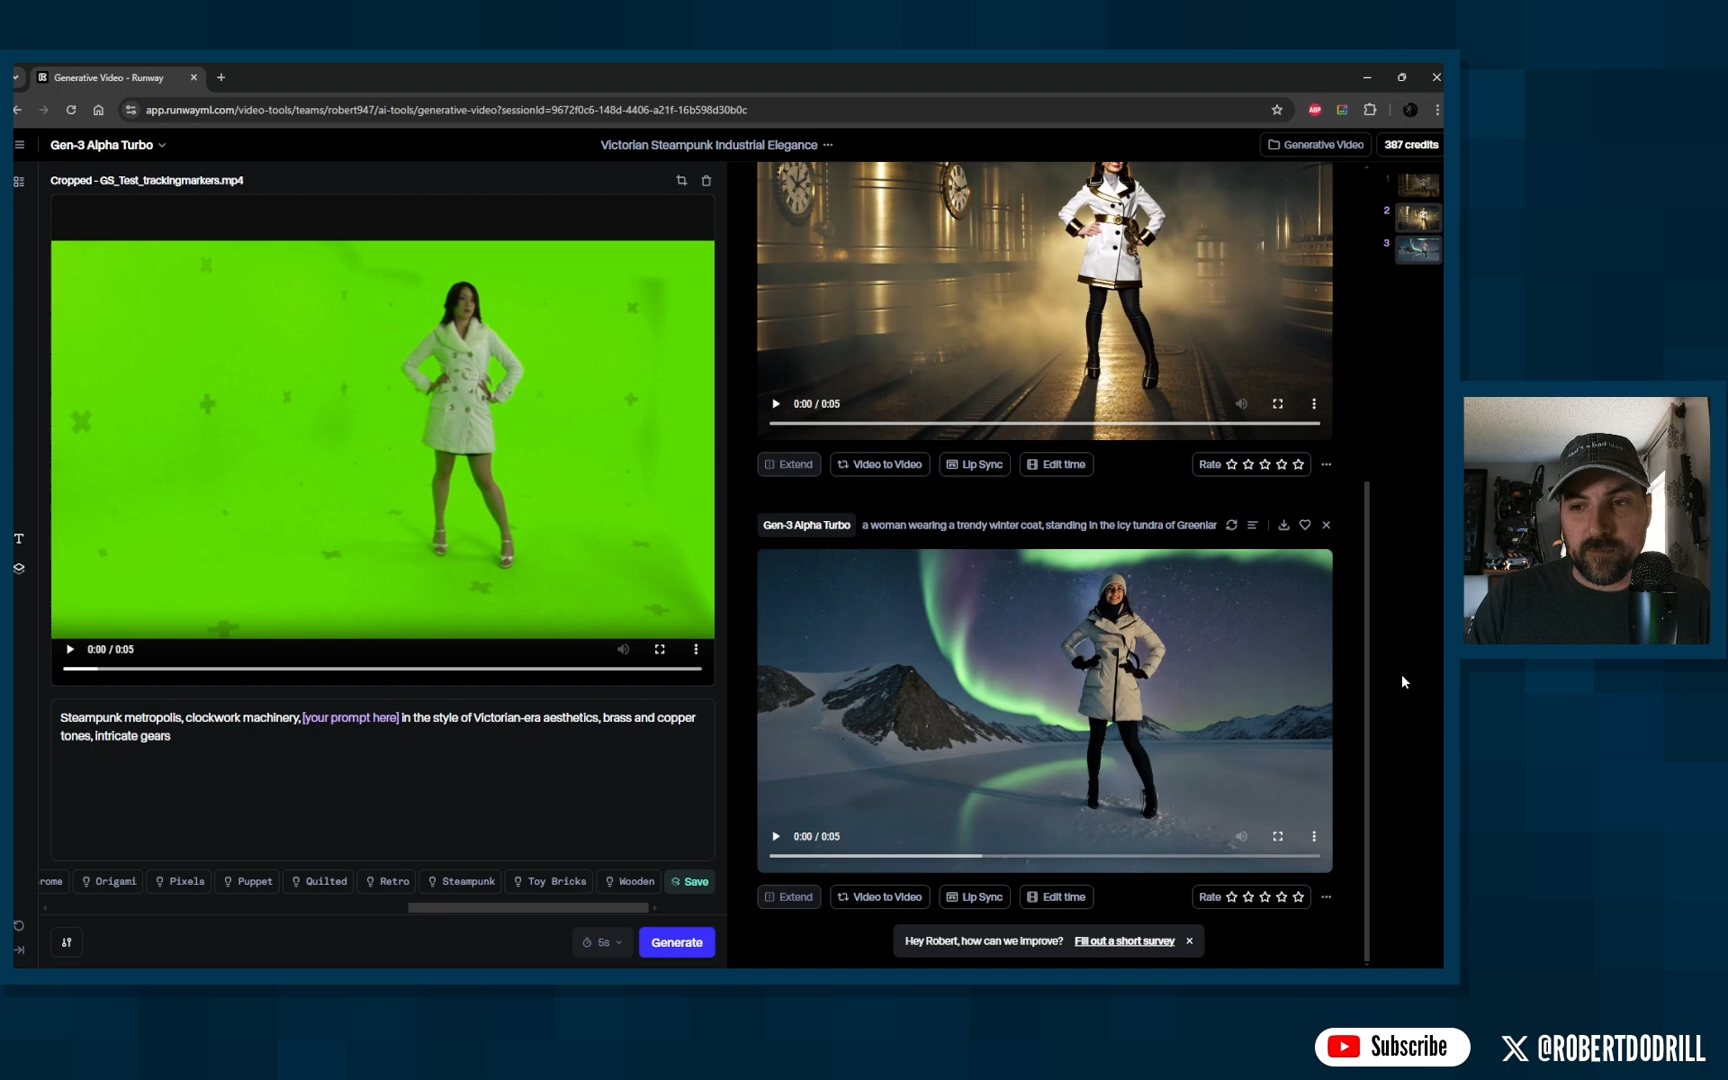 Generative Video - Runway
app.runwayml.com/video-tools/teams/robert947/ai-tools/generative-video?sessionId=9672f0c6-148d-4406-a21f-16b598d30b0c
ABP
Gen-3 Alpha Turbo
Victorian Steampunk Industrial Elegance ...
Generative Video
387 credits
Cropped - GS_Test_trackingmarkers.mp4
1
2
3
0:00 / 0:05
Extend
Video to Video
Lip Sync
Edit time
Rate
Gen-3 Alpha Turbo
a woman wearing a trendy winter coat, standing in the icy tundra of Greenlar
0:00 / 0:05
T
Steampunk metropolis, clockwork machinery, [your prompt here] in the style of Victorian-era aesthetics, brass and copper
tones, intricate gears
0:00 / 0:05
rome
Origami
Pixels
Puppet
Quilted
Retro
Steampunk
Toy Bricks
Wooden
Save
Extend
Video to Video
Lip Sync
Edit time
Rate
5s
Generate
Hey Robert, how can we improve? Fill out a short survey
Subscribe
@ROBERTDODRILL